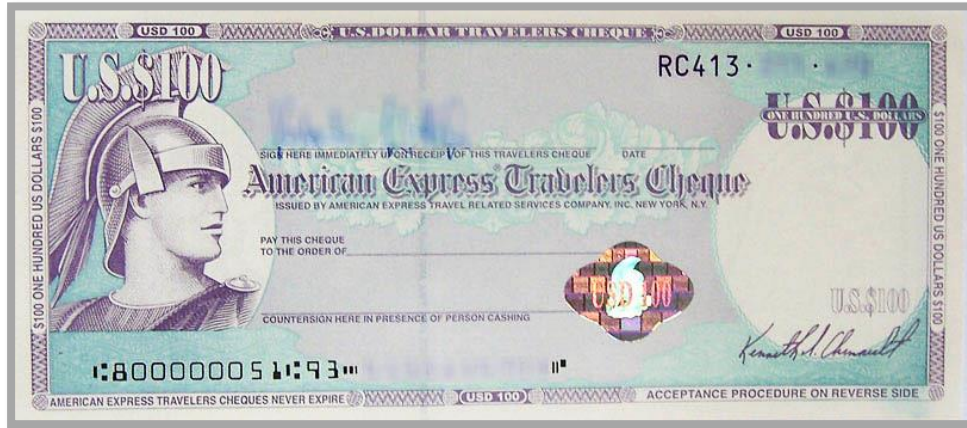 USD 100 U.S. DOLLAR TRAVELERS CHEQUE USD 100
U.S.$100
RC413
U.S.$100
ONE HUNDRED U.S. DOLLARS
SIGN HERE IMMEDIATELY UPON RECEIPT OF THIS TRAVELERS CHEQUE DATE
American Express Travelers Cheque
ISSUED BY AMERICAN EXPRESS TRAVEL RELATED SERVICES COMPANY, INC. NEW YORK, N.Y.
PAY THIS CHEQUE
TO THE ORDER OF
USD 100
U.S.$100
COUNTERSIGN HERE IN PRESENCE OF PERSON CASHING
Kenneth I. Chenault
⑆800000051⑆93⑈ ⑈
AMERICAN EXPRESS TRAVELERS CHEQUES NEVER EXPIRE USD 100 ACCEPTANCE PROCEDURE ON REVERSE SIDE
$100 ONE HUNDRED US DOLLARS $100
$100 ONE HUNDRED US DOLLARS $100